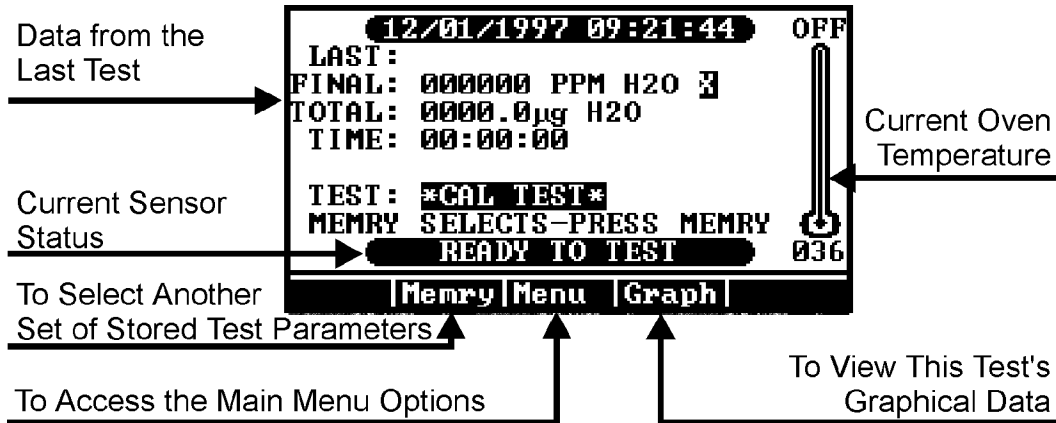 Data from the
Last Test
Current Sensor
Status
To Select Another
Set of Stored Test Parameters
To Access the Main Menu Options
12/01/1997 09:21:44
OFF
LAST:
FINAL: 000000 PPM H2O
TOTAL: 0000.0µg H2O
TIME: 00:00:00
TEST: *CAL TEST*
MEMRY SELECTS-PRESS MEMRY
READY TO TEST
036
Memry|Menu |Graph|
Current Oven
Temperature
To View This Test's
Graphical Data